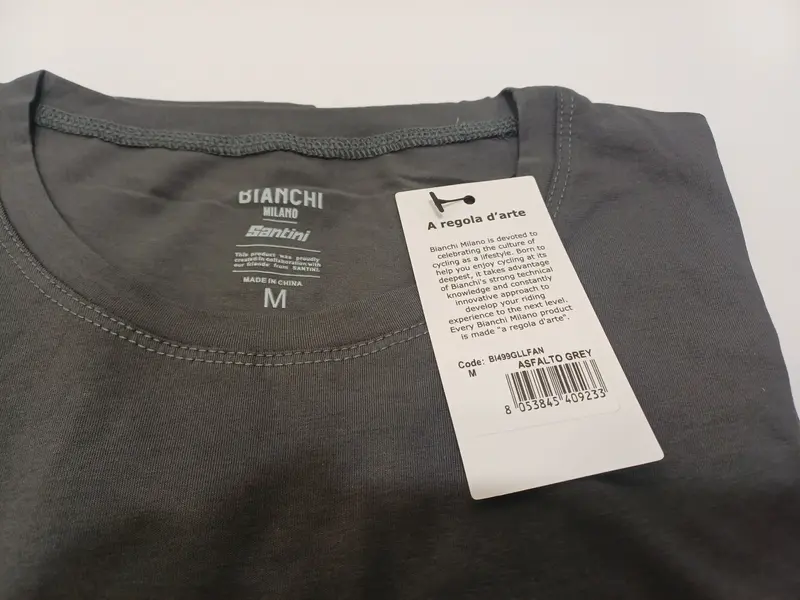 BIANCHI
MILANO
Santini
This product was proudly
created in collaboration with
our friends from SANTINI
MADE IN CHINA
M
A regola d'arte
Bianchi Milano is devoted to
celebrating the culture of
cycling as a lifestyle. Born to
help you enjoy cycling at its
deepest, it takes advantage
of Bianchi's strong technical
knowledge and constantly
innovative approach to
develop your riding
experience to the next level.
Every Bianchi Milano product
is made "a regola d'arte".
Code: BI499GLLFAN
M ASFALTO GREY
8 053845 409233